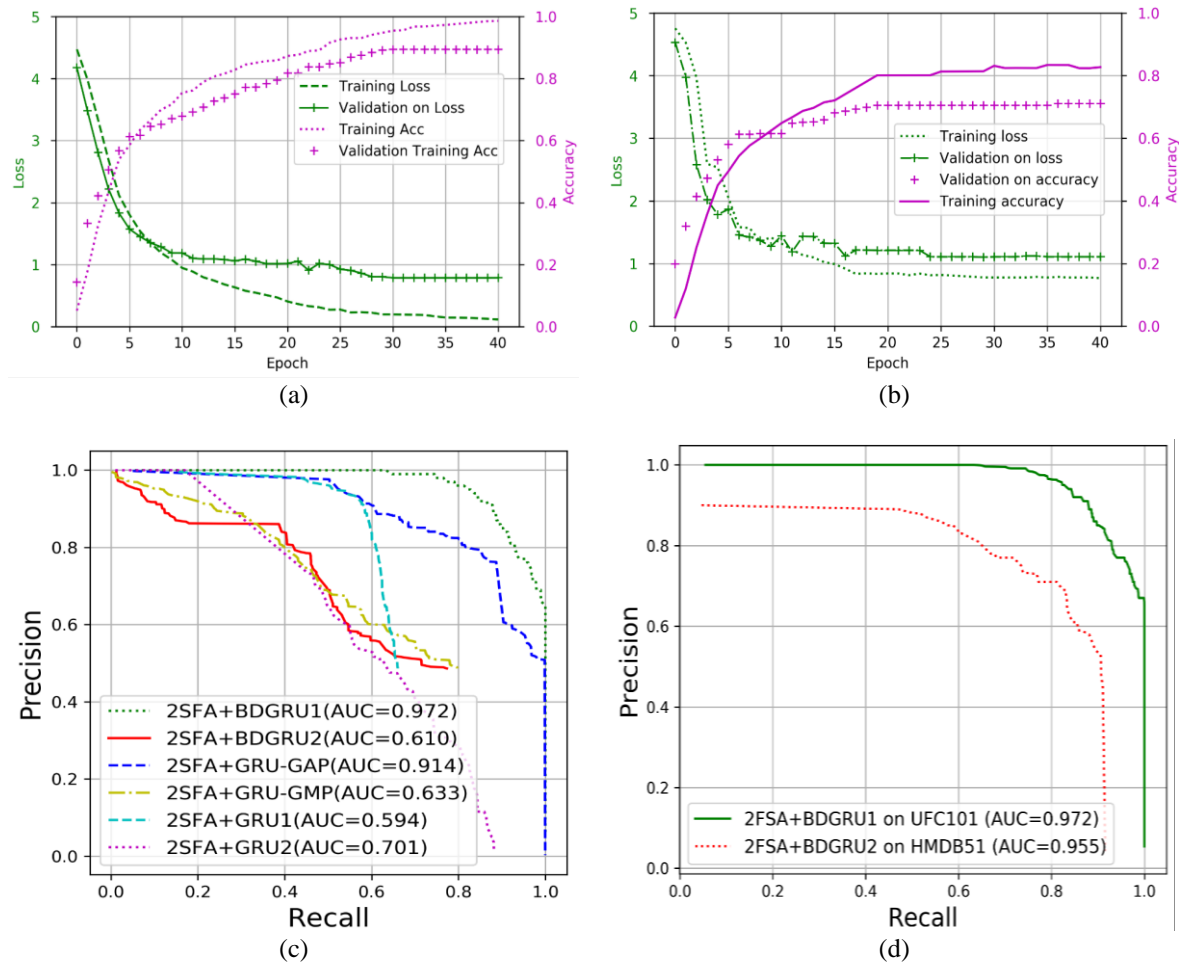 5
4
3
2
1
0
Loss
1.0
0.8
0.6
0.4
0.2
0.0
Accuracy
Training Loss
Validation on Loss
Training Acc
Validation Training Acc
0 5 10 15 20 25 30 35 40
Epoch
(a)
5
4
3
2
1
0
Loss
1.0
0.8
0.6
0.4
0.2
0.0
Accuracy
Training loss
Validation on loss
Validation on accuracy
Training accuracy
0 5 10 15 20 25 30 35 40
Epoch
(b)
1.0
0.8
0.6
0.4
0.2
0.0
Precision
2SFA+BDGRU1(AUC=0.972)
2SFA+BDGRU2(AUC=0.610)
2SFA+GRU-GAP(AUC=0.914)
2SFA+GRU-GMP(AUC=0.633)
2SFA+GRU1(AUC=0.594)
2SFA+GRU2(AUC=0.701)
0.0 0.2 0.4 0.6 0.8 1.0
Recall
(c)
1.0
0.8
0.6
0.4
0.2
0.0
Precision
2FSA+BDGRU1 on UFC101 (AUC=0.972)
2FSA+BDGRU2 on HMDB51 (AUC=0.955)
0.0 0.2 0.4 0.6 0.8 1.0
Recall
(d)